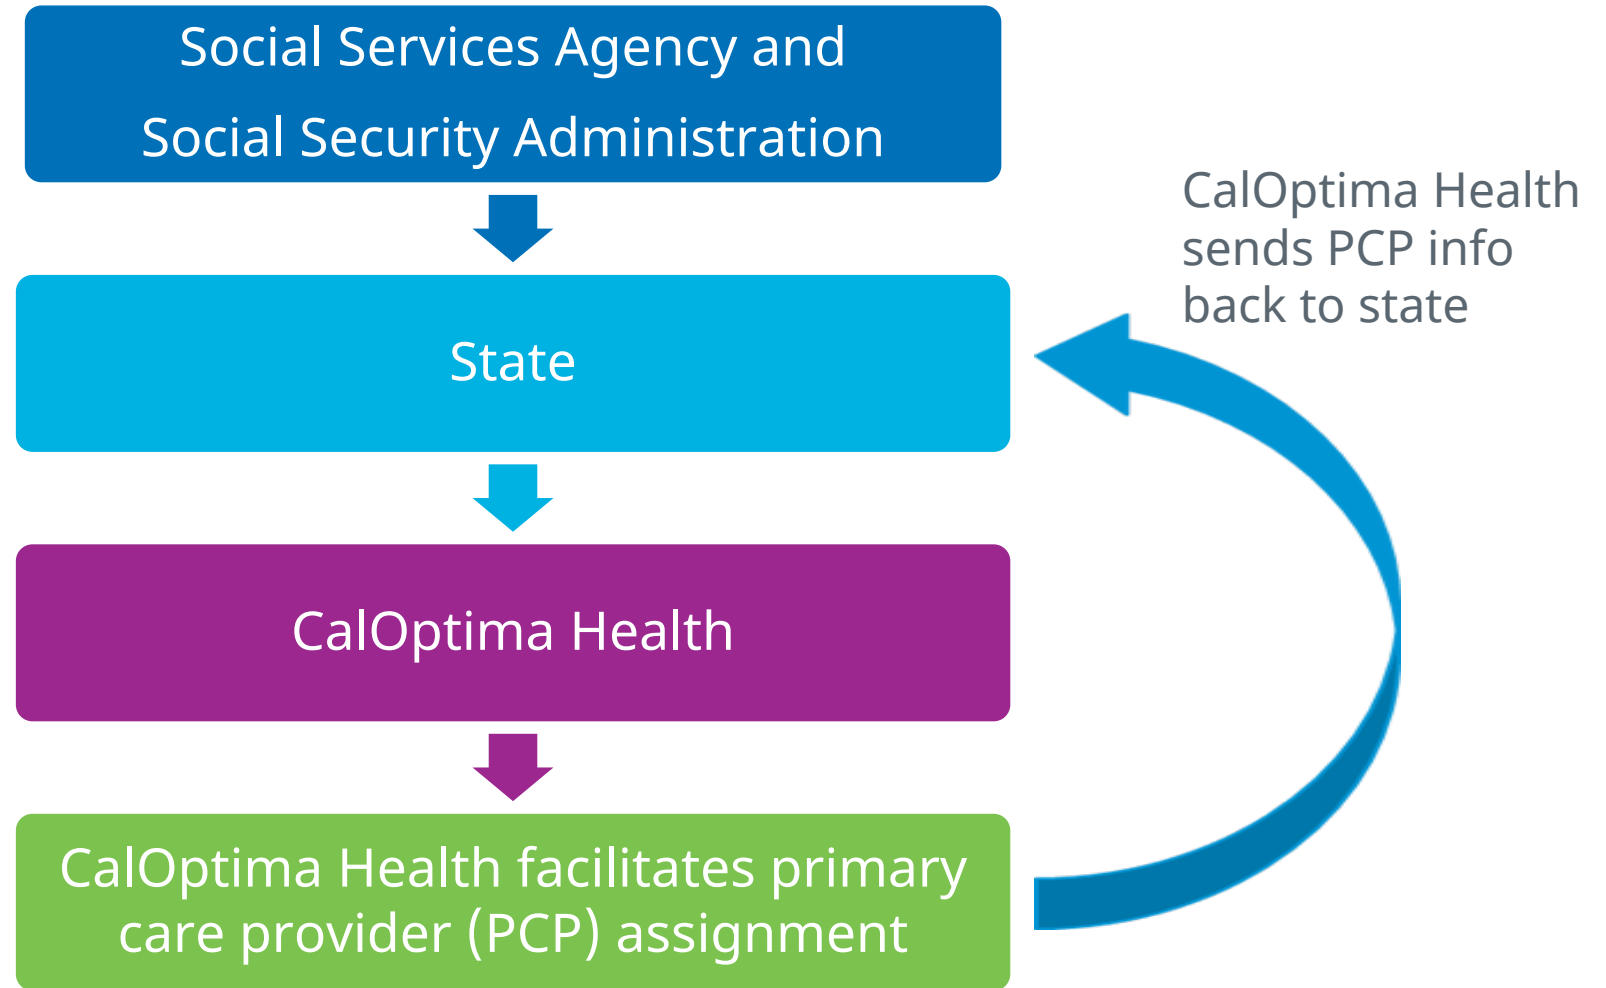 Social Services Agency and
Social Security Administration
State
CalOptima Health
CalOptima Health facilitates primary
care provider (PCP) assignment
CalOptima Health
sends PCP info
back to state